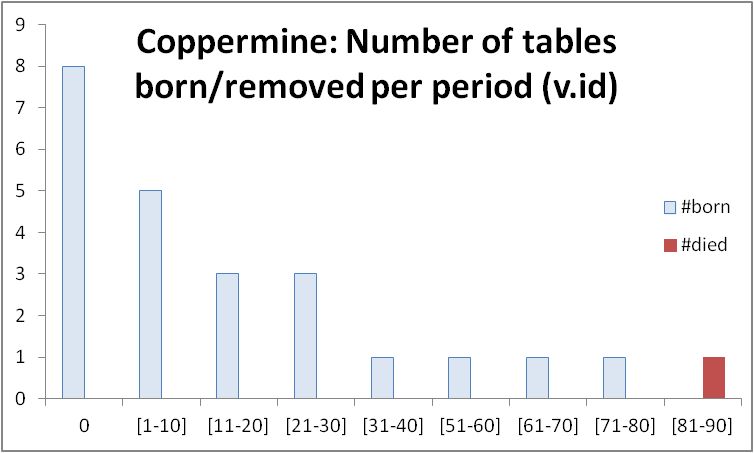 Coppermine: Number of tables
born/removed per period (v.id)
9
8
7
6
5
4
3
2
1
0
#born
#died
0 [1-10] [11-20] [21-30] [31-40] [51-60] [61-70] [71-80] [81-90]